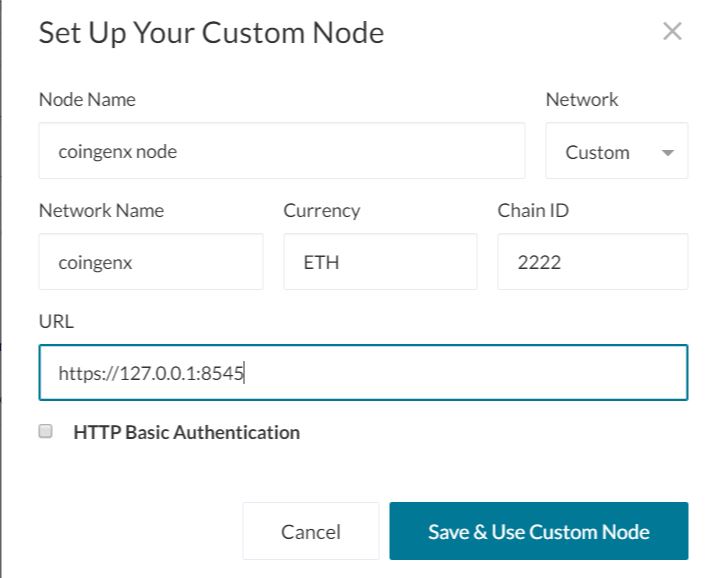 Set Up Your Custom Node
Node Name Network
coingenx node Custom
Network Name Currency Chain ID
coingenx ETH 2222
URL
https://127.0.0.1:8545
HTTP Basic Authentication
Cancel Save & Use Custom Node